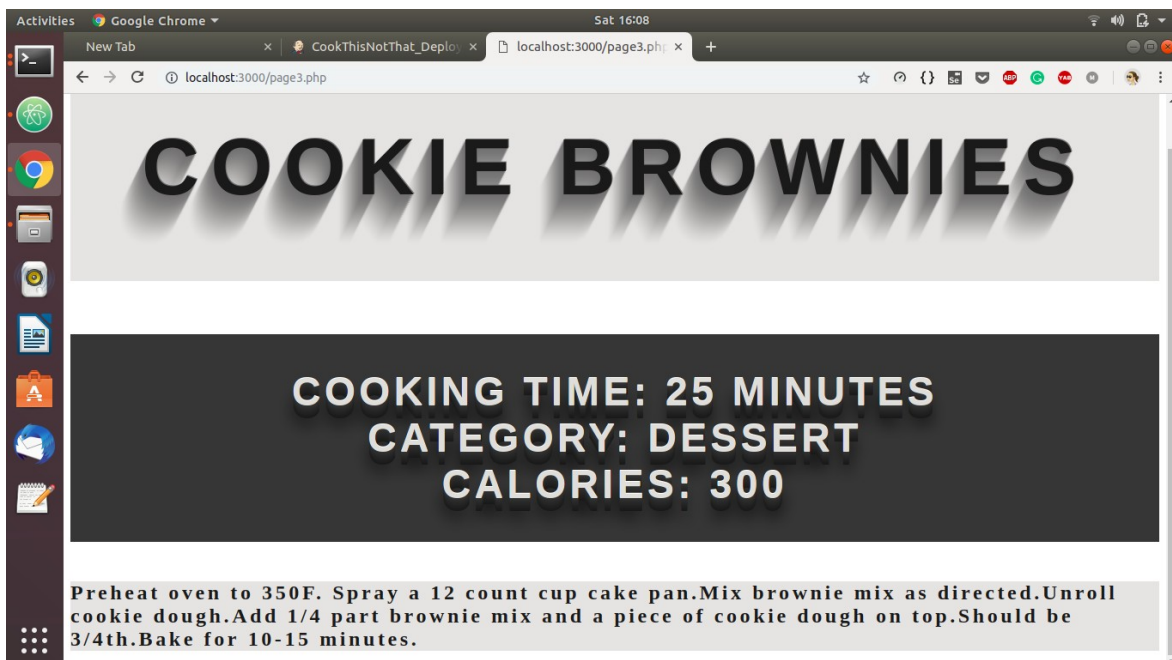 Activities Google Chrome Sat 16:08
New Tab CookThisNotThat_Deploy localhost:3000/page3.ph
localhost:3000/page3.php
COOKIE BROWNIES
COOKING TIME: 25 MINUTES
CATEGORY: DESSERT
CALORIES: 300
Preheat oven to 350F. Spray a 12 count cup cake pan.Mix brownie mix as directed.Unroll
cookie dough.Add 1/4 part brownie mix and a piece of cookie dough on top.Should be
3/4th.Bake for 10-15 minutes.